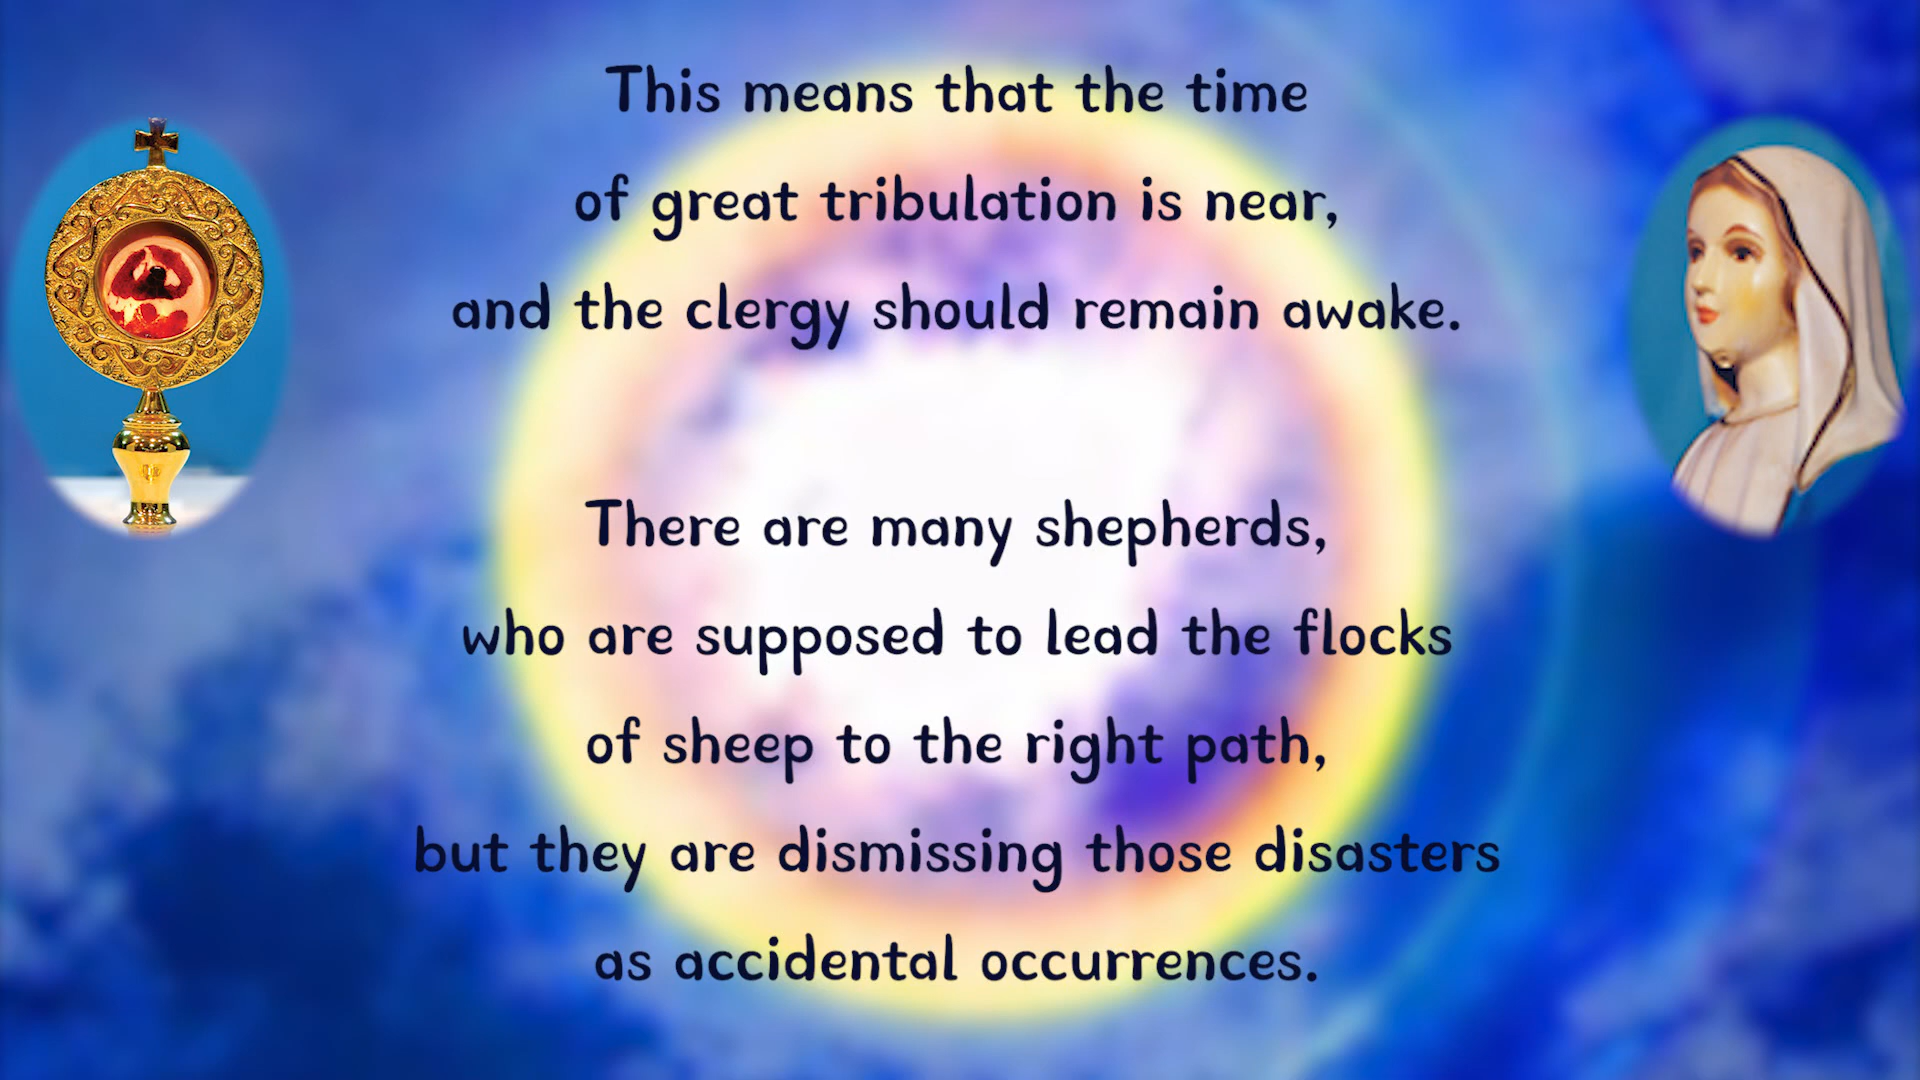 This means that the time
of great tribulation is near,
and the clergy should remain awake.
There are many shepherds,
who are supposed to lead the flocks
of sheep to the right path,
but they are dismissing those disasters
as accidental occurrences.